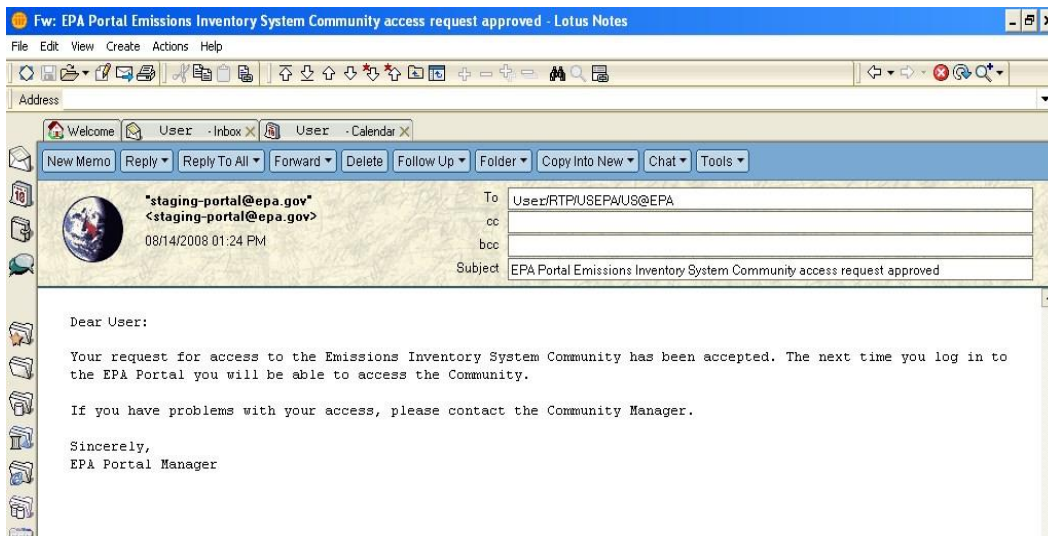 Fw: EPA Portal Emissions Inventory System Community access request approved - Lotus Notes
File Edit View Create Actions Help
Address
Welcome User - Inbox User - Calendar
New Memo Reply Reply To All Forward Delete Follow Up Folder Copy Into New Chat Tools
"staging-portal@epa.gov"
<staging-portal@epa.gov>
08/14/2008 01:24 PM
To User/RTP/USEPA/US@EPA
cc
bcc
Subject EPA Portal Emissions Inventory System Community access request approved
Dear User:
Your request for access to the Emissions Inventory System Community has been accepted. The next time you log in to
the EPA Portal you will be able to access the Community.
If you have problems with your access, please contact the Community Manager.
Sincerely,
EPA Portal Manager